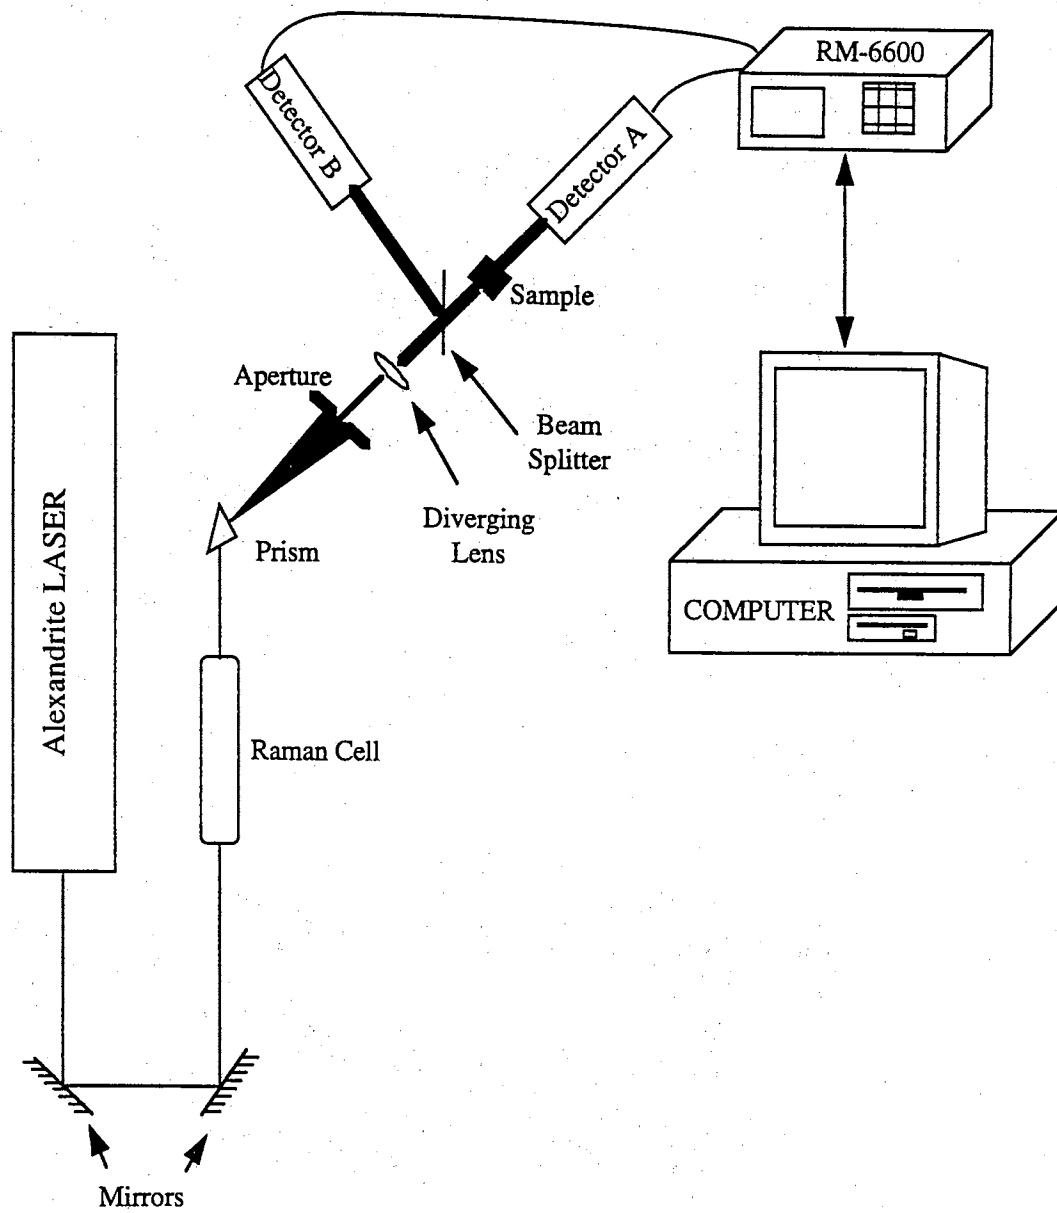 RM-6600
Detector B
Detector A
Sample
Aperture
Beam
Splitter
Diverging
Lens
Prism
Alexandrite LASER
COMPUTER
Raman Cell
Mirrors